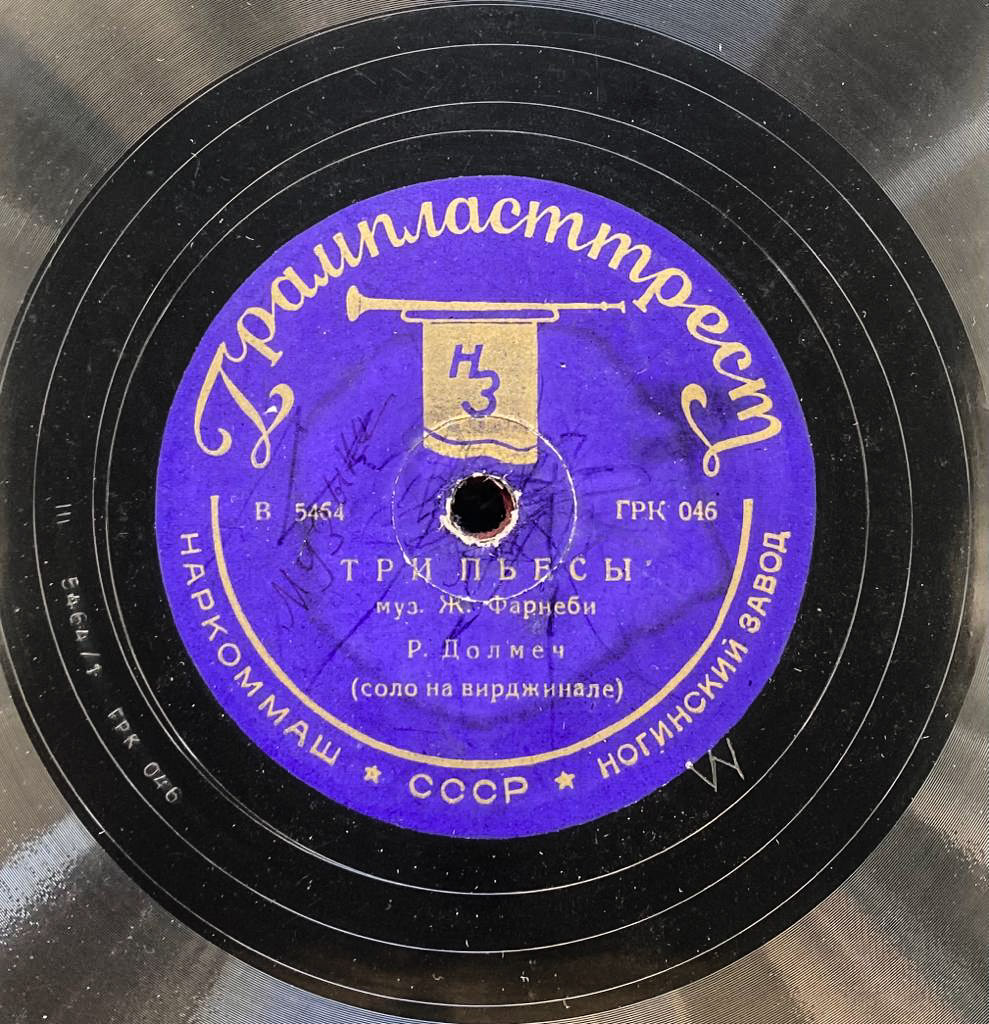 Грампласттрест
НЗ
В 5464
ГРК 046
ТРИ ПЬЕСЫ
муз. Ж. Фарнеби
Р. Долмеч
(соло на вирджинале)
НАРКОММАШ ★ СССР ★ НОГИНСКИЙ ЗАВОД
III 5464/1 ГРК 046
W